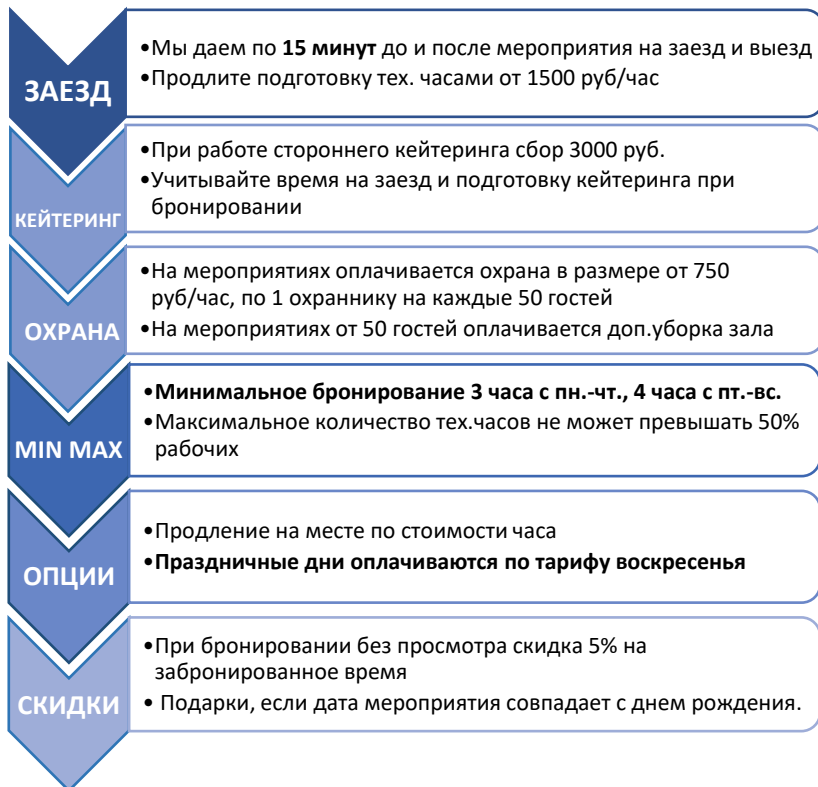 ЗАЕЗД
•Мы даем по 15 минут до и после мероприятия на заезд и выезд
•Продлите подготовку тех. часами от 1500 руб/час
КЕЙТЕРИНГ
•При работе стороннего кейтеринга сбор 3000 руб.
•Учитывайте время на заезд и подготовку кейтеринга при
бронировании
ОХРАНА
•На мероприятиях оплачивается охрана в размере от 750
руб/час, по 1 охраннику на каждые 50 гостей
•На мероприятиях от 50 гостей оплачивается доп.уборка зала
MIN MAX
•Минимальное бронирование 3 часа с пн.-чт., 4 часа с пт.-вс.
•Максимальное количество тех.часов не может превышать 50%
рабочих
ОПЦИИ
•Продление на месте по стоимости часа
•Праздничные дни оплачиваются по тарифу воскресенья
СКИДКИ
•При бронировании без просмотра скидка 5% на
забронированное время
• Подарки, если дата мероприятия совпадает с днем рождения.